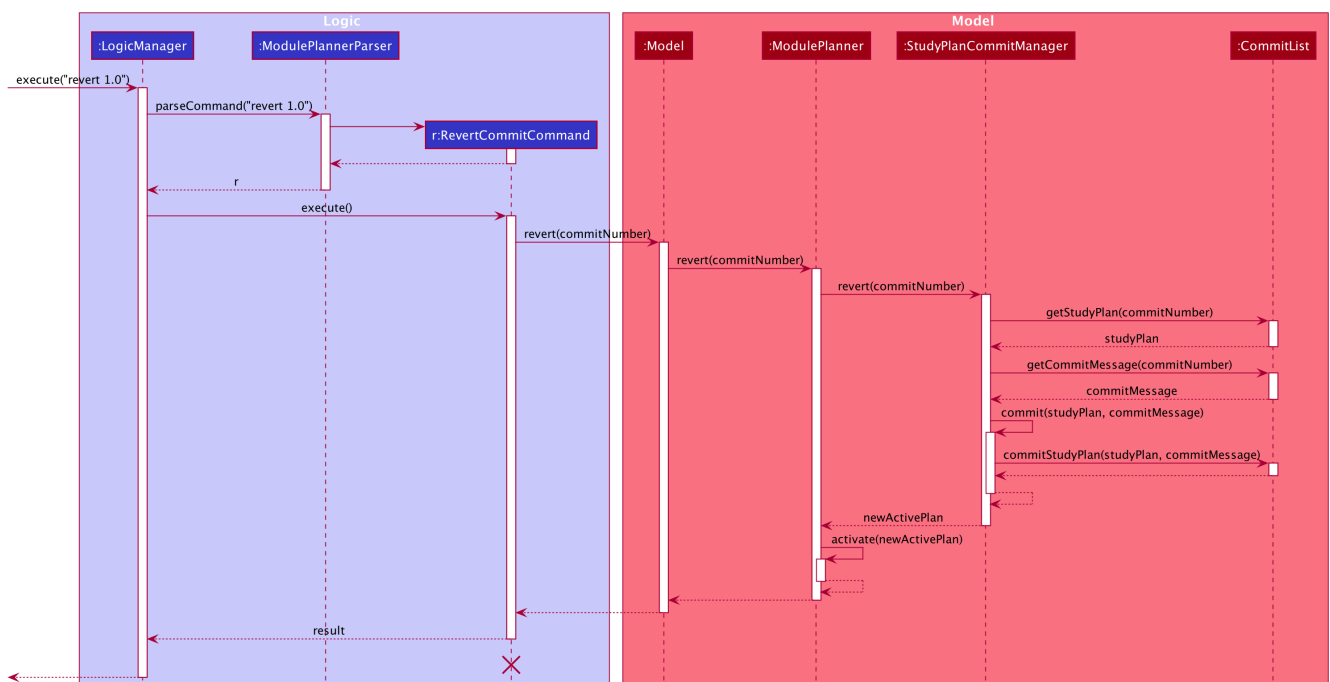 Logic
Model
:LogicManager
:ModulePlannerParser
:Model
:ModulePlanner
:StudyPlanCommitManager
:CommitList
execute("revert 1.0")
parseCommand("revert 1.0")
r:RevertCommitCommand
r
execute()
revert(commitNumber)
revert(commitNumber)
revert(commitNumber)
getStudyPlan(commitNumber)
studyPlan
getCommitMessage(commitNumber)
commitMessage
commit(studyPlan, commitMessage)
commitStudyPlan(studyPlan, commitMessage)
newActivePlan
activate(newActivePlan)
result